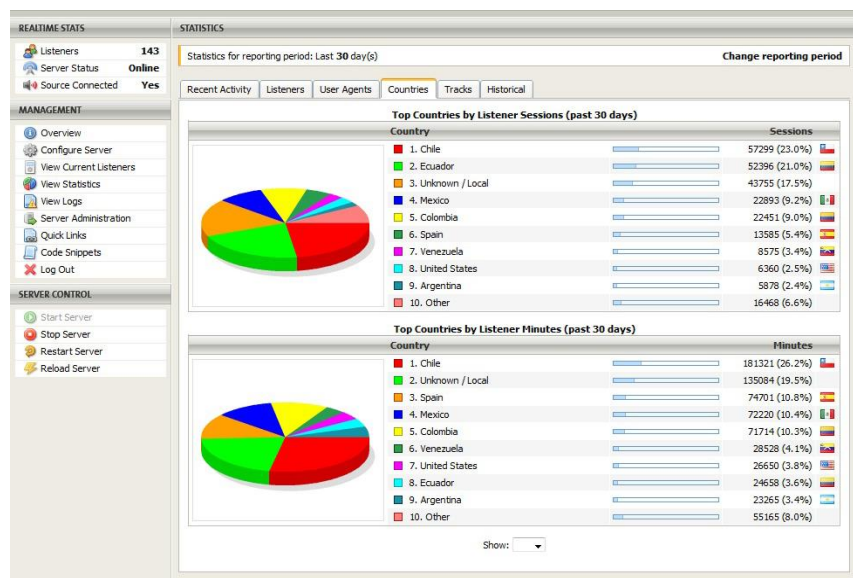 REALTIME STATS
Listeners 143
Server Status Online
Source Connected Yes
MANAGEMENT
Overview
Configure Server
View Current Listeners
View Statistics
View Logs
Server Administration
Quick Links
Code Snippets
Log Out
SERVER CONTROL
Start Server
Stop Server
Restart Server
Reload Server
STATISTICS
Statistics for reporting period: Last 30 day(s) Change reporting period
Recent Activity Listeners User Agents Countries Tracks Historical
Top Countries by Listener Sessions (past 30 days)
Country Sessions
1. Chile 57299 (23.0%)
2. Ecuador 52396 (21.0%)
3. Unknown / Local 43755 (17.5%)
4. Mexico 22893 (9.2%)
5. Colombia 22451 (9.0%)
6. Spain 13585 (5.4%)
7. Venezuela 8575 (3.4%)
8. United States 6360 (2.5%)
9. Argentina 5878 (2.4%)
10. Other 16468 (6.6%)
Top Countries by Listener Minutes (past 30 days)
Country Minutes
1. Chile 181321 (26.2%)
2. Unknown / Local 135084 (19.5%)
3. Spain 74701 (10.8%)
4. Mexico 72220 (10.4%)
5. Colombia 71714 (10.3%)
6. Venezuela 28528 (4.1%)
7. United States 26650 (3.8%)
8. Ecuador 24658 (3.6%)
9. Argentina 23265 (3.4%)
10. Other 55165 (8.0%)
Show: